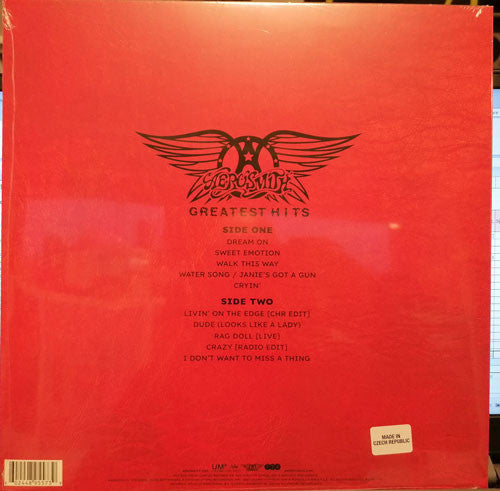 AEROSMITH
GREATEST HITS
SIDE ONE
DREAM ON
SWEET EMOTION
WALK THIS WAY
WATER SONG / JANIE'S GOT A GUN
CRYIN'
SIDE TWO
LIVIN' ON THE EDGE [CHR EDIT]
DUDE (LOOKS LIKE A LADY)
RAG DOLL [LIVE]
CRAZY [RADIO EDIT]
I DON'T WANT TO MISS A THING
MADE IN
CZECH REPUBLIC
UMe